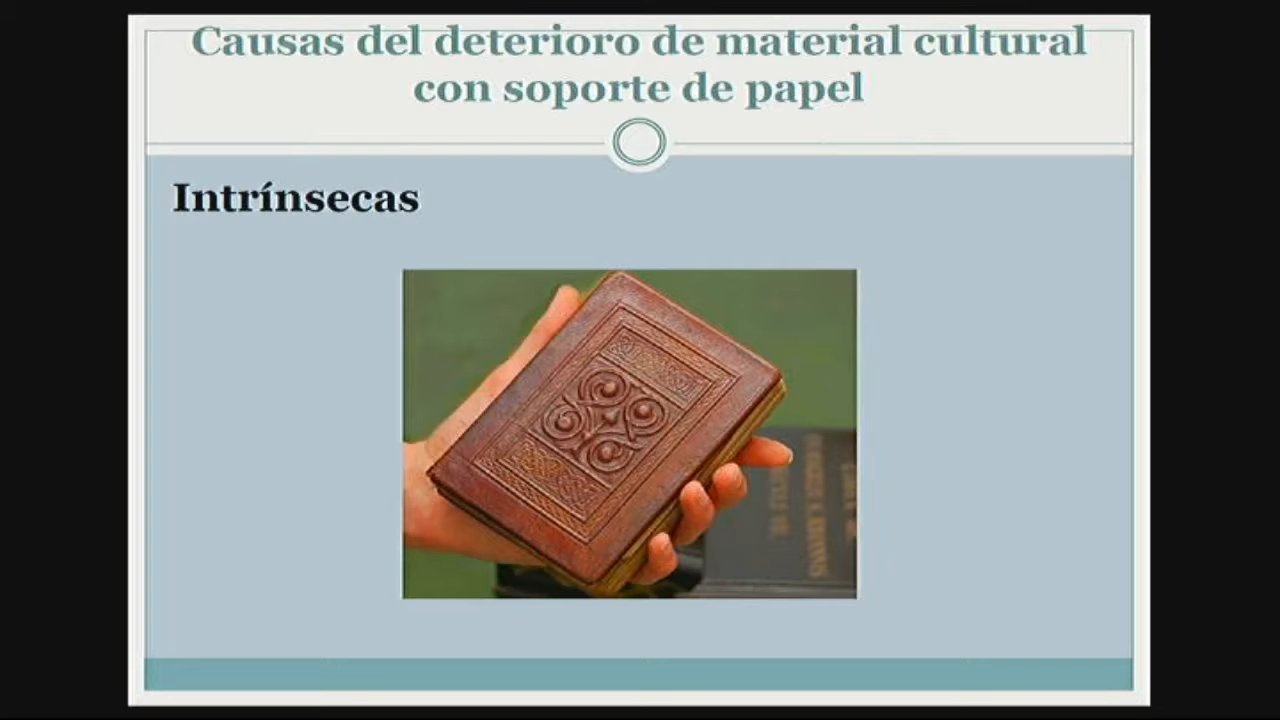 Causas del deterioro de material cultural
con soporte de papel
Intrínsecas